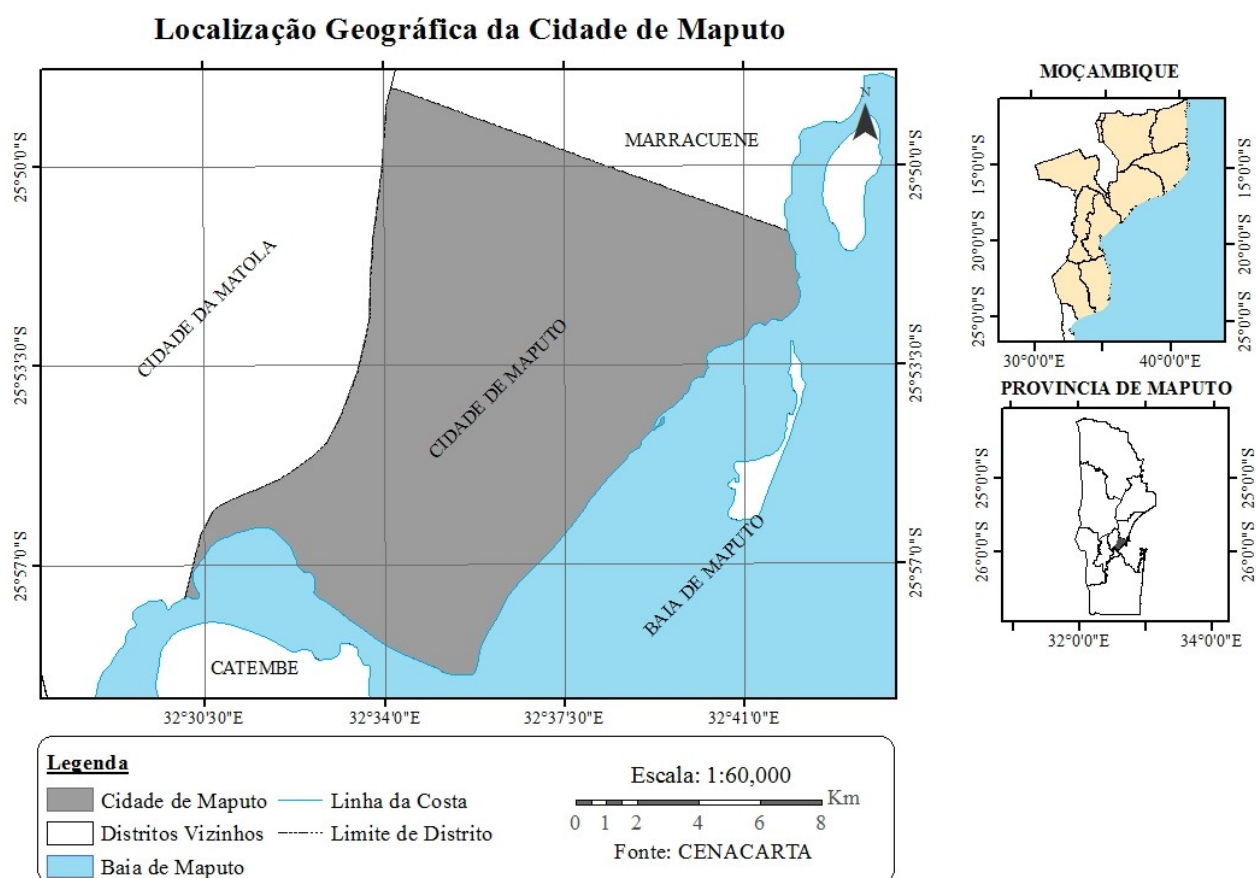 Localização Geográfica da Cidade de Maputo
N
MARRACUENE
CIDADE DA MATOLA
CIDADE DE MAPUTO
BAIA DE MAPUTO
CATEMBE
25°50'0"S
25°53'30"S
25°57'0"S
25°50'0"S
25°53'30"S
25°57'0"S
32°30'30"E 32°34'0"E 32°37'30"E 32°41'0"E
MOÇAMBIQUE
15°0'0"S
20°0'0"S
25°0'0"S
15°0'0"S
20°0'0"S
25°0'0"S
30°0'0"E 40°0'0"E
PROVINCIA DE MAPUTO
25°0'0"S
26°0'0"S
25°0'0"S
26°0'0"S
32°0'0"E 34°0'0"E
Legenda
Cidade de Maputo
Linha da Costa
Distritos Vizinhos
Limite de Distrito
Baia de Maputo
Escala: 1:60,000
Km
0 1 2 4 6 8
Fonte: CENACARTA